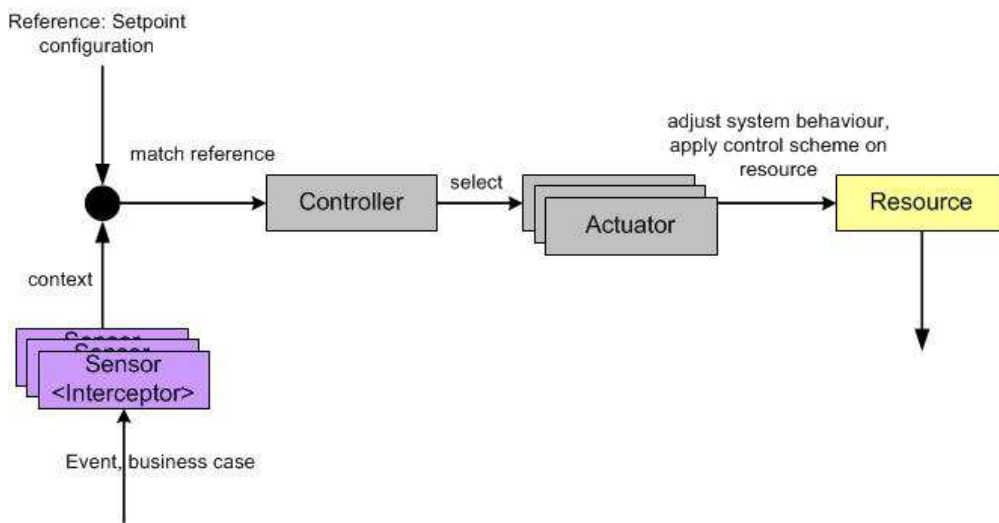 Reference: Setpoint
configuration
match reference
Controller
select
Actuator
adjust system behaviour,
apply control scheme on
resource
Resource
context
Sensor
Sensor
Sensor
<Interceptor>
Event, business case